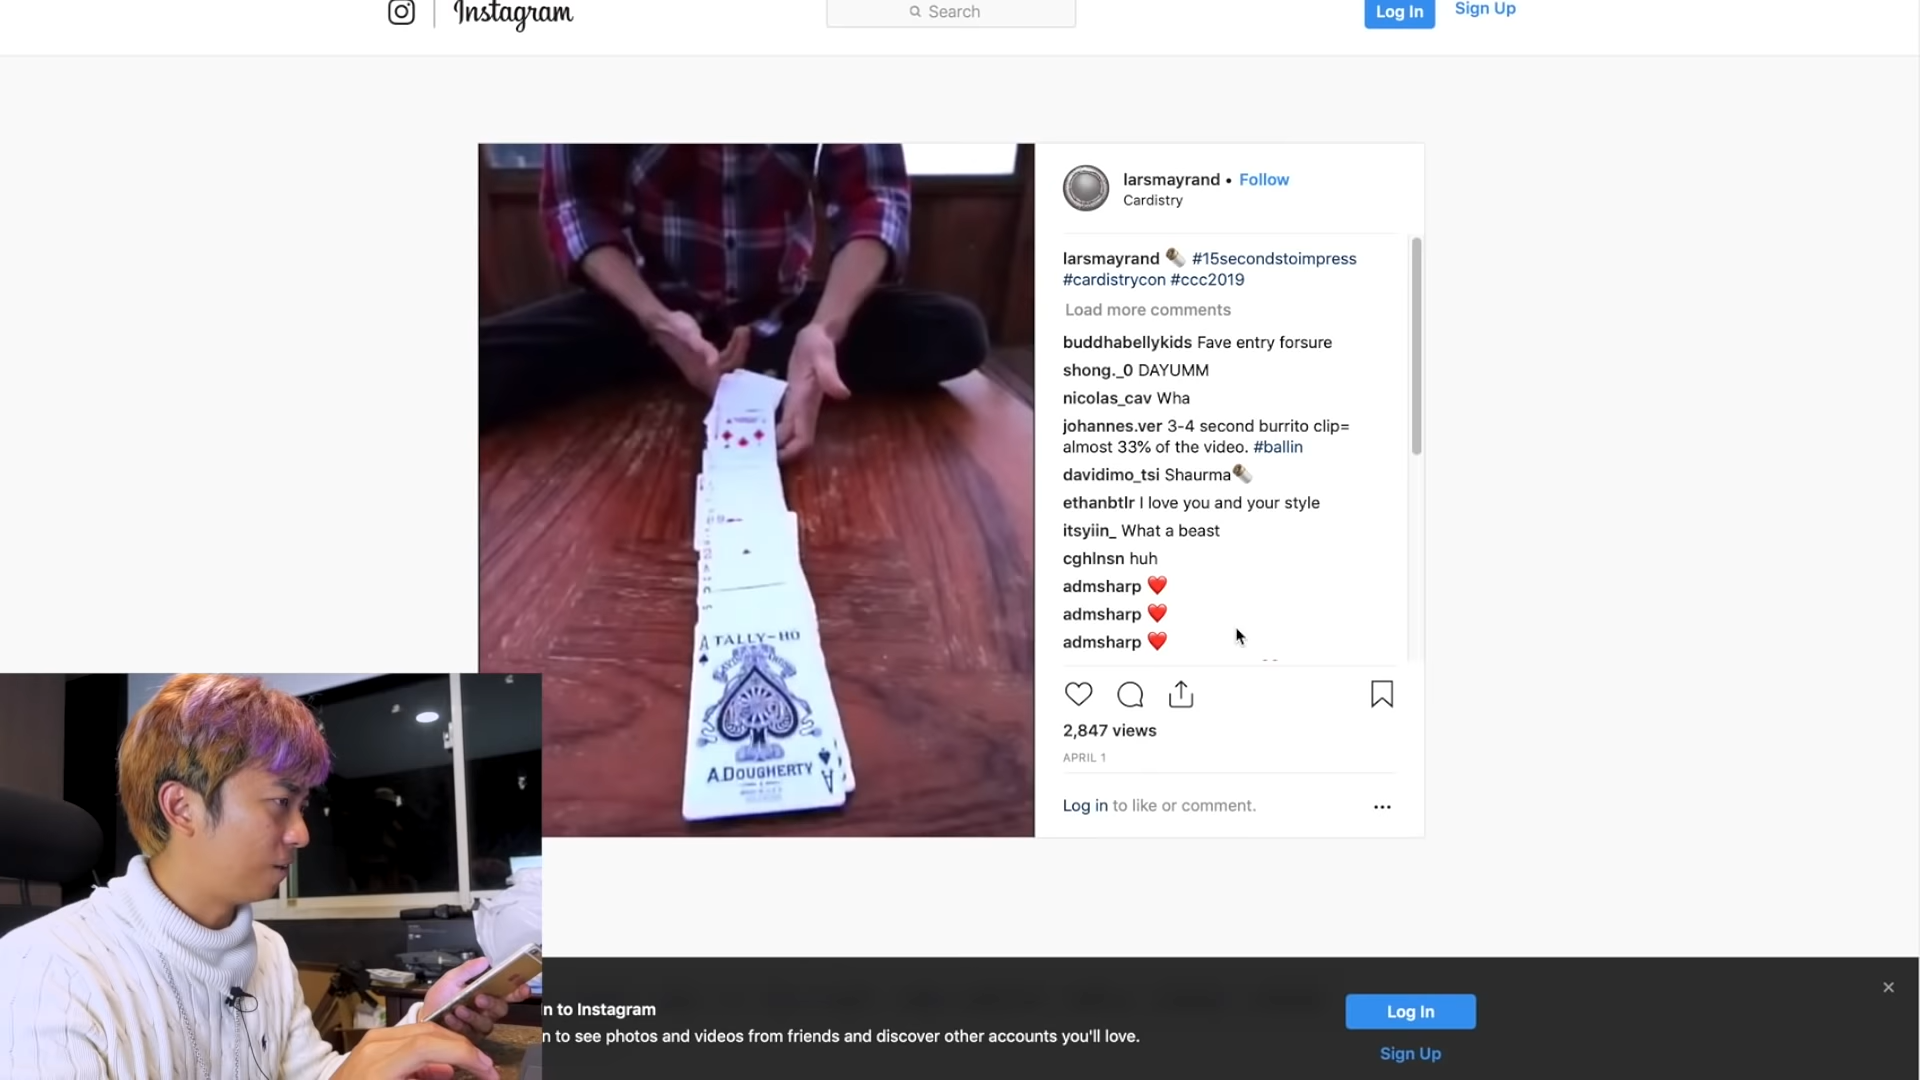 Instagram
Search
Log In
Sign Up
larsmayrand • Follow
Cardistry
larsmayrand #15secondstoimpress
#cardistrycon #ccc2019
Load more comments
buddhabellykids Fave entry forsure
shong._0 DAYUMM
nicolas_cav Wha
johannes.ver 3-4 second burrito clip=
almost 33% of the video. #ballin
davidimo_tsi Shaurma
ethanbtlr I love you and your style
itsyiin_ What a beast
cghlnsn huh
admsharp ❤️
admsharp ❤️
admsharp ❤️
2,847 views
APRIL 1
Log in to like or comment.
A TALLY-HO
A.DOUGHERTY
A
n to Instagram
n to see photos and videos from friends and discover other accounts you'll love.
Log In
Sign Up